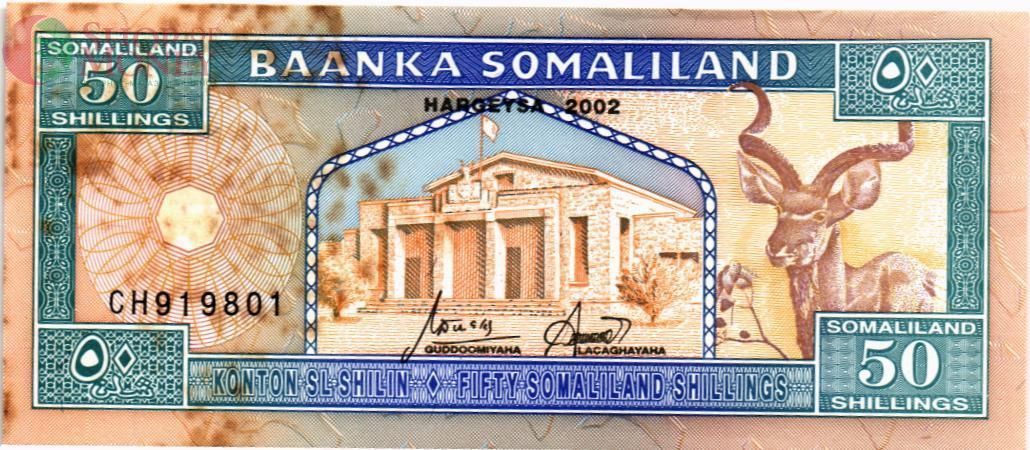 SOMALILAND
50
SHILLINGS
BAANKA SOMALILAND
٥٠
شلن
HARGEYSA 2002
CH919801
GUDDOOMIYAHA
LACAGHAYAHA
٥٠
شلن
KONTON SL SHILIN ◇ FIFTY SOMALILAND SHILLINGS
SOMALILAND
50
SHILLINGS